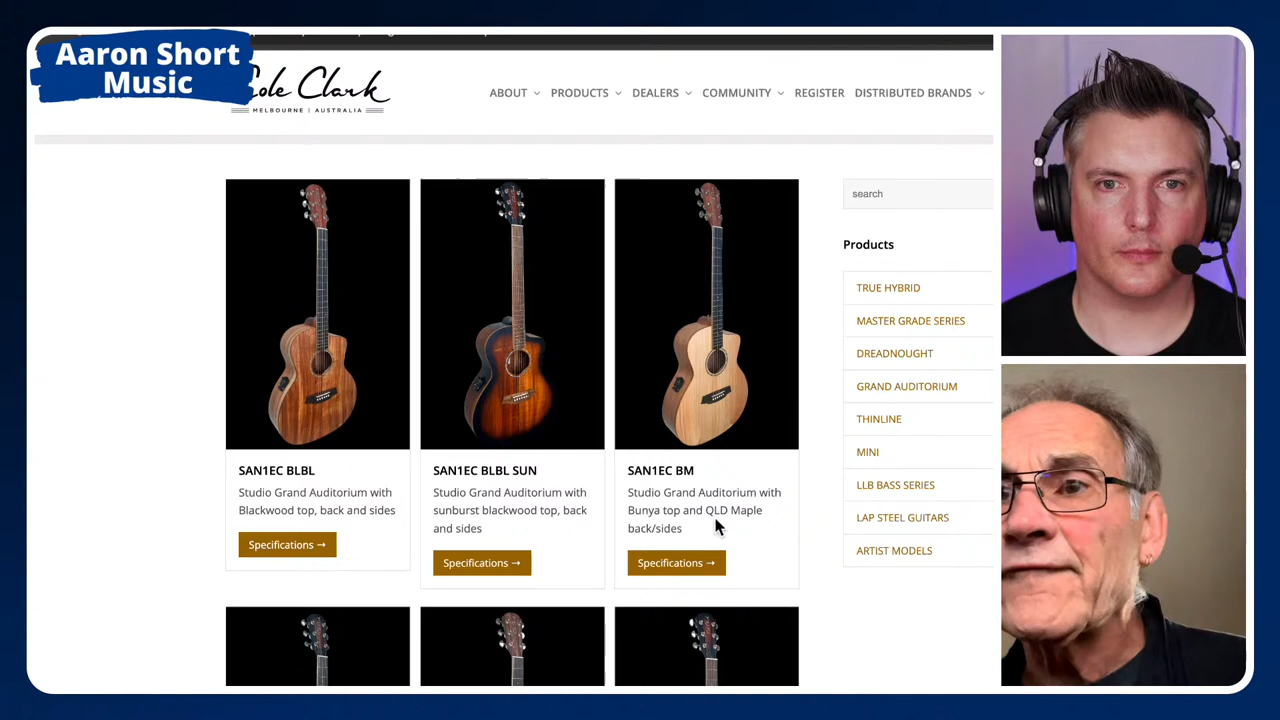 Aaron Short
Music
Cole Clark
MELBOURNE | AUSTRALIA
ABOUT
PRODUCTS
DEALERS
COMMUNITY
REGISTER
DISTRIBUTED BRANDS
SAN1EC BLBL
Studio Grand Auditorium with
Blackwood top, back and sides
Specifications →
SAN1EC BLBL SUN
Studio Grand Auditorium with
sunburst blackwood top, back
and sides
Specifications →
SAN1EC BM
Studio Grand Auditorium with
Bunya top and QLD Maple
back/sides
Specifications →
search
Products
TRUE HYBRID
MASTER GRADE SERIES
DREADNOUGHT
GRAND AUDITORIUM
THINLINE
MINI
LLB BASS SERIES
LAP STEEL GUITARS
ARTIST MODELS